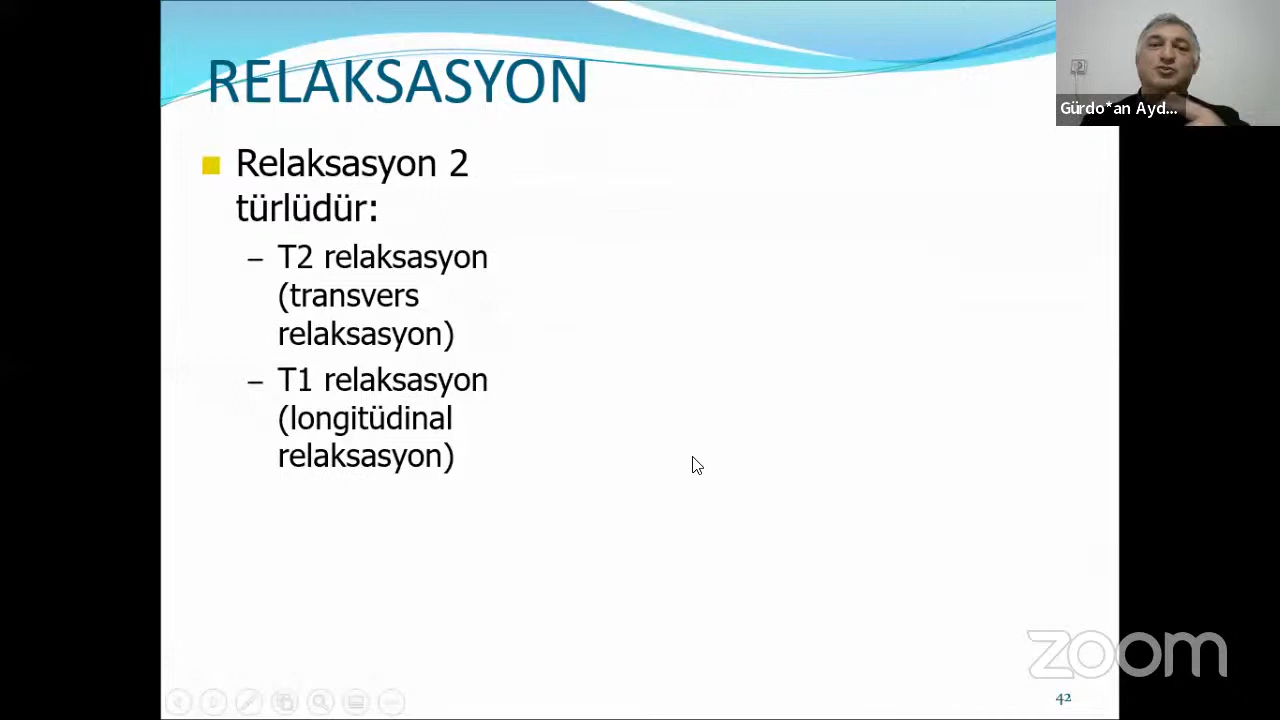 RELAKSASYON
Relaksasyon 2
türlüdür:
– T2 relaksasyon
(transvers
relaksasyon)
– T1 relaksasyon
(longitüdinal
relaksasyon)
Gürdo*an Ayd...
zoom
42